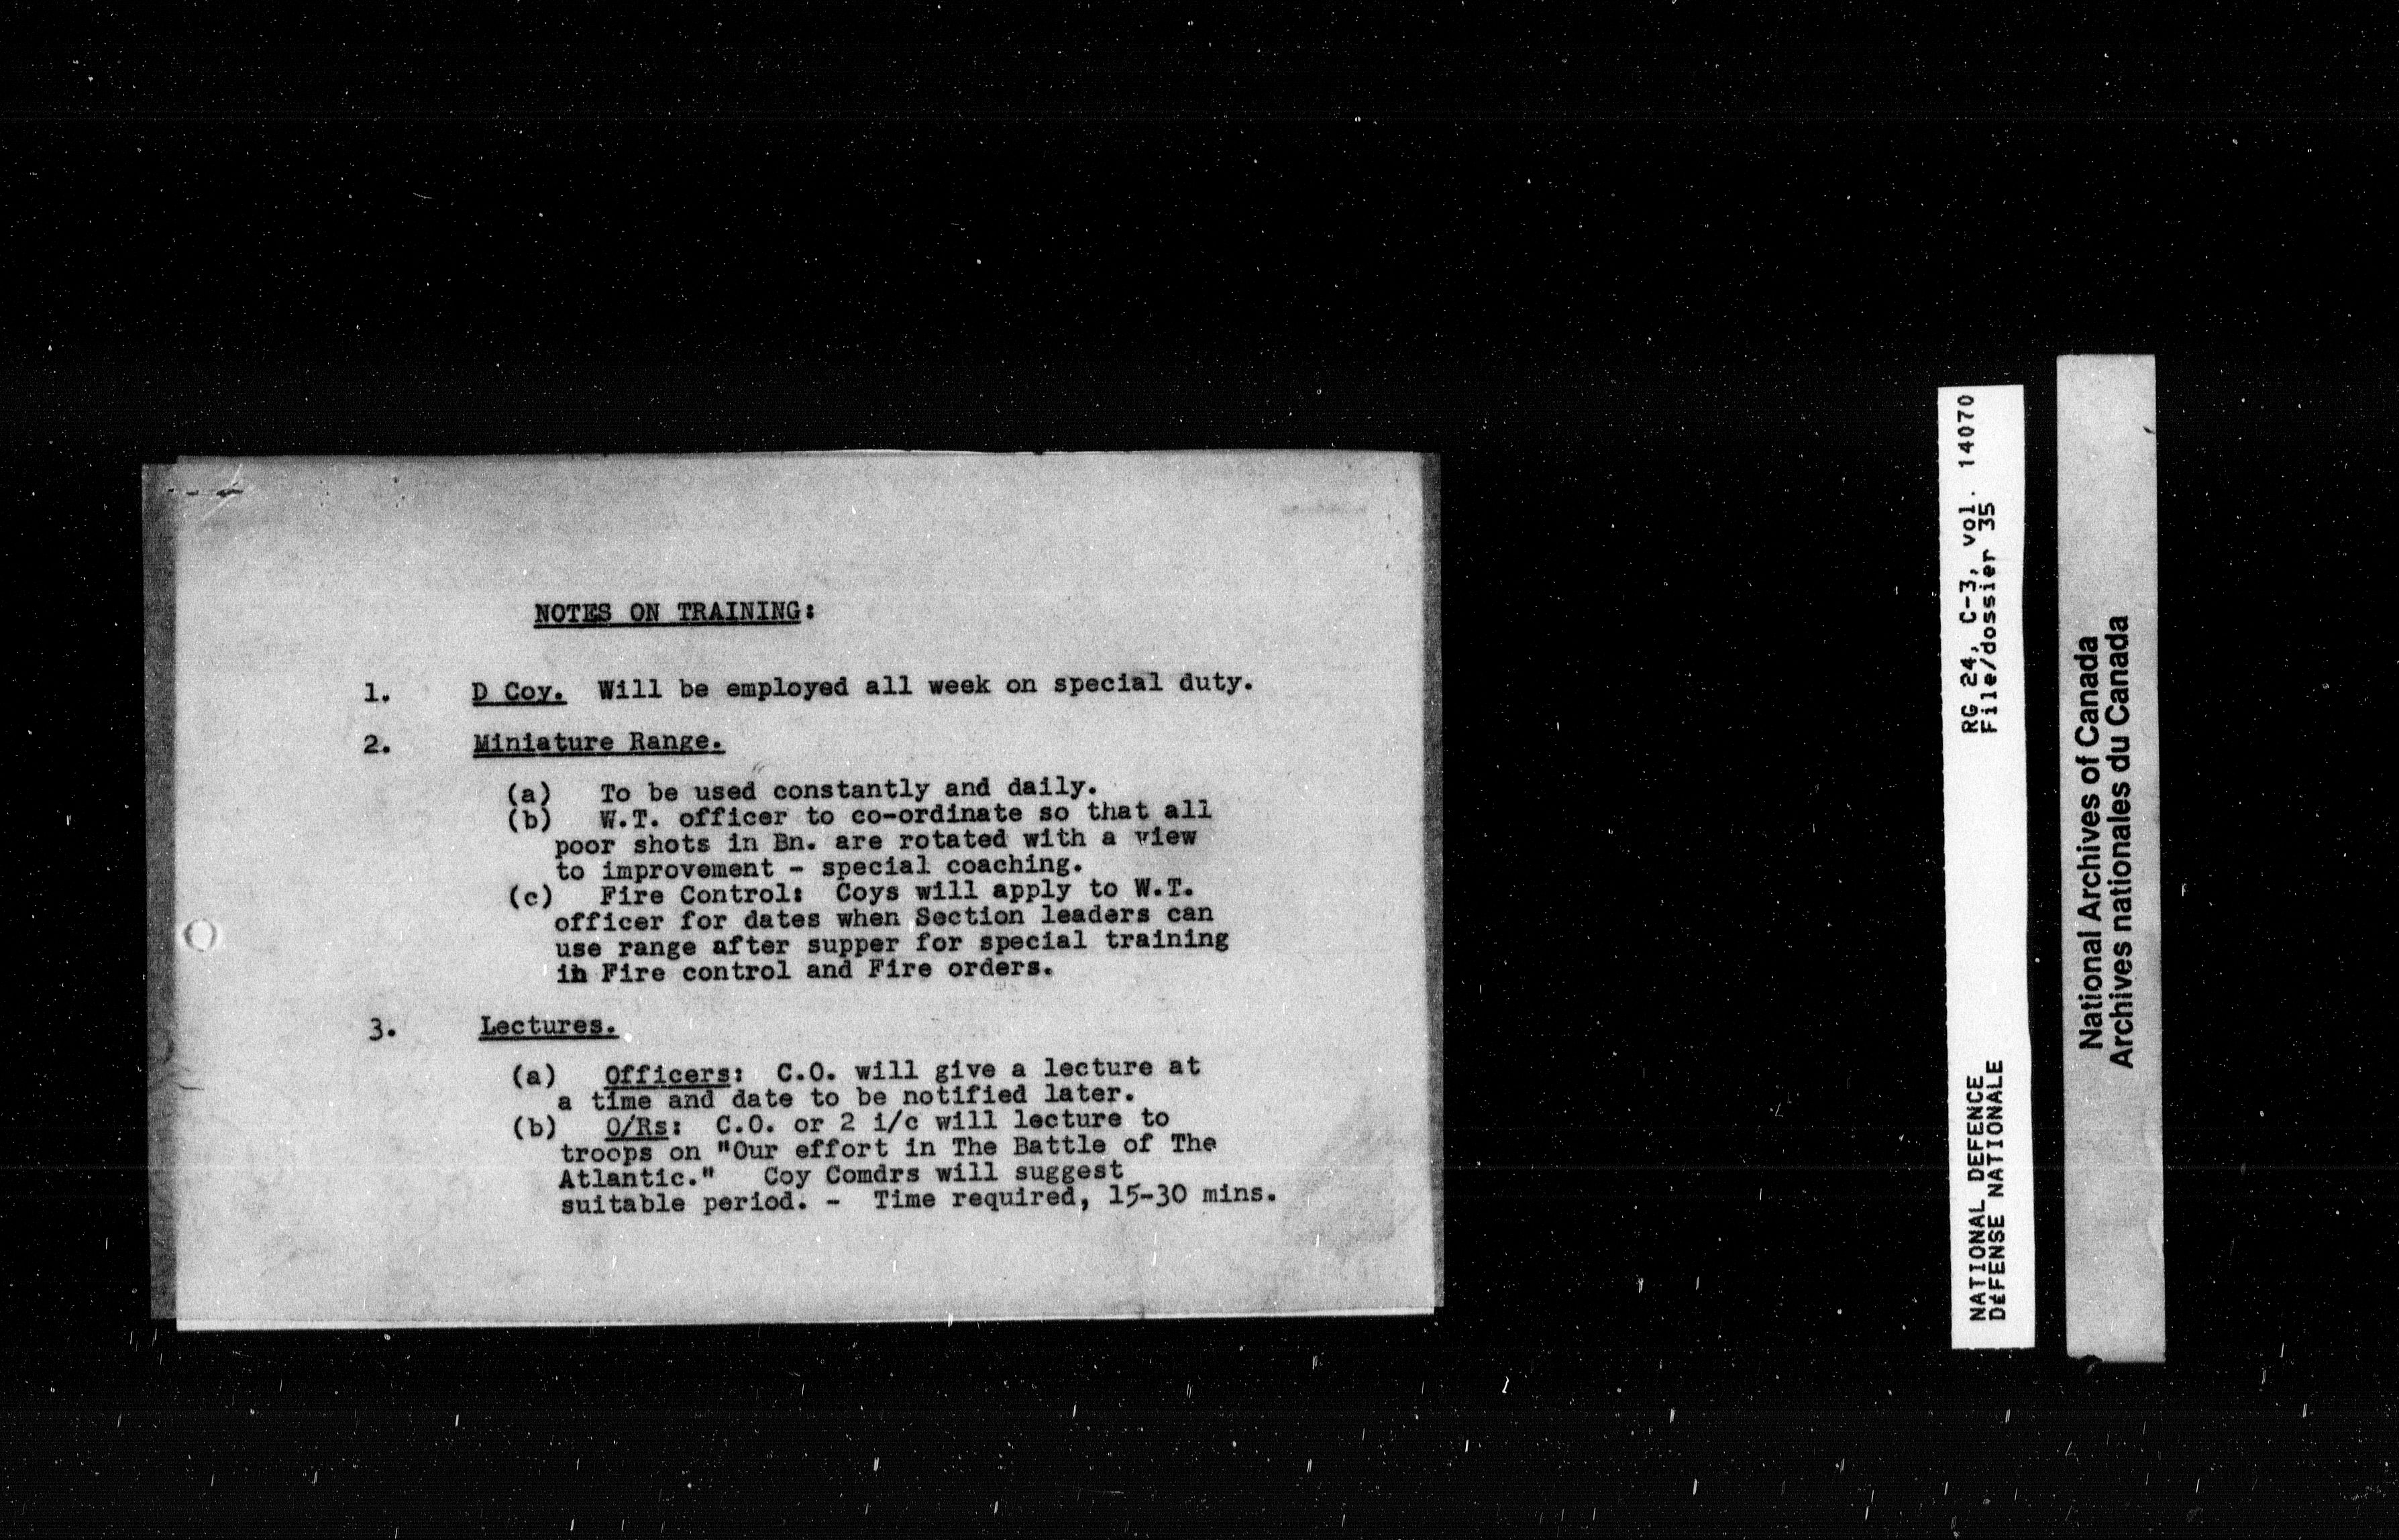 NOTES ON TRAINING:
1. D Coy. Will be employed all week on special duty.
2. Miniature Range.
(a) To be used constantly and daily.
(b) W.T. officer to co-ordinate so that all
poor shots in Bn. are rotated with a view
to improvement - special coaching.
(c) Fire Control: Coys will apply to W.T.
officer for dates when Section leaders can
use range after supper for special training
in Fire control and Fire orders.
3. Lectures.
(a) Officers: C.O. will give a lecture at
a time and date to be notified later.
(b) O/Rs: C.O. or 2 i/c will lecture to
troops on "Our effort in The Battle of The
Atlantic." Coy Comdrs will suggest
suitable period. - Time required, 15-30 mins.
NATIONAL DEFENCE RG 24, C-3, vol. 14070
DÉFENSE NATIONALE File/dossier 35
National Archives of Canada
Archives nationales du Canada